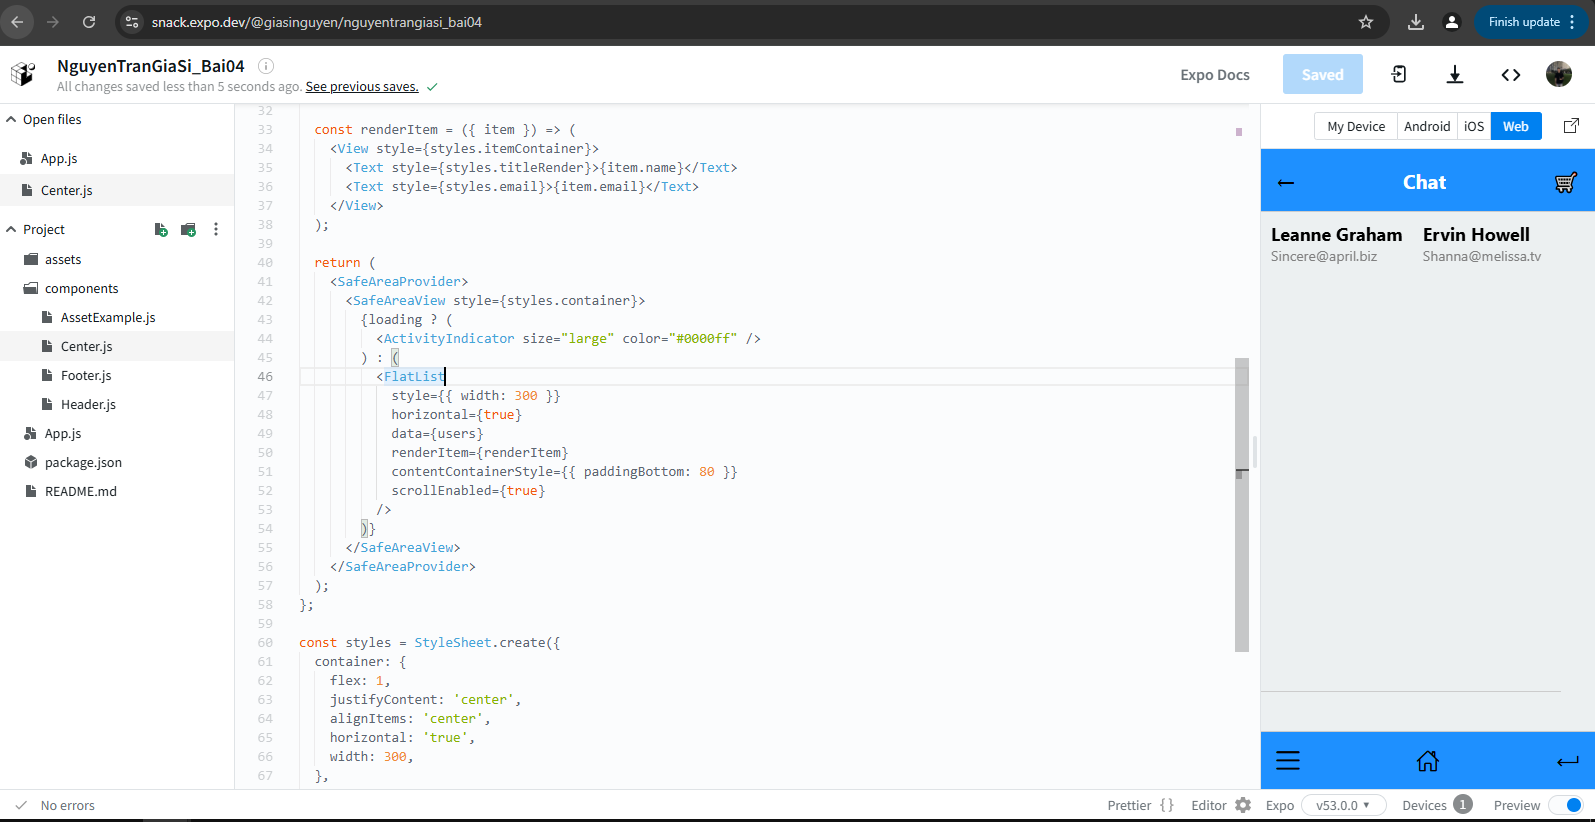 snack.expo.dev/@giasinguyen/nguyentrangiasi_bai04
Finish update
NguyenTranGiaSi_Bai04
All changes saved less than 5 seconds ago. See previous saves.
Expo Docs
Saved
Open files
App.js
Center.js
Project
assets
components
AssetExample.js
Center.js
Footer.js
Header.js
App.js
package.json
README.md
32
33 const renderItem = ({ item }) => (
34 <View style={styles.itemContainer}>
35 <Text style={styles.titleRender}>{item.name}</Text>
36 <Text style={styles.email}>{item.email}</Text>
37 </View>
38 );
39
40 return (
41 <SafeAreaProvider>
42 <SafeAreaView style={styles.container}>
43 {loading ? (
44 <ActivityIndicator size="large" color="#0000ff" />
45 ) : (
46 <FlatList
47 style={{ width: 300 }}
48 horizontal={true}
49 data={users}
50 renderItem={renderItem}
51 contentContainerStyle={{ paddingBottom: 80 }}
52 scrollEnabled={true}
53 />
54 )}
55 </SafeAreaView>
56 </SafeAreaProvider>
57 );
58 };
59
60 const styles = StyleSheet.create({
61 container: {
62 flex: 1,
63 justifyContent: 'center',
64 alignItems: 'center',
65 horizontal: 'true',
66 width: 300,
67 },
My Device Android iOS Web
Chat
Leanne Graham Ervin Howell
Sincere@april.biz Shanna@melissa.tv
No errors
Prettier {} Editor Expo v53.0.0 Devices 1 Preview